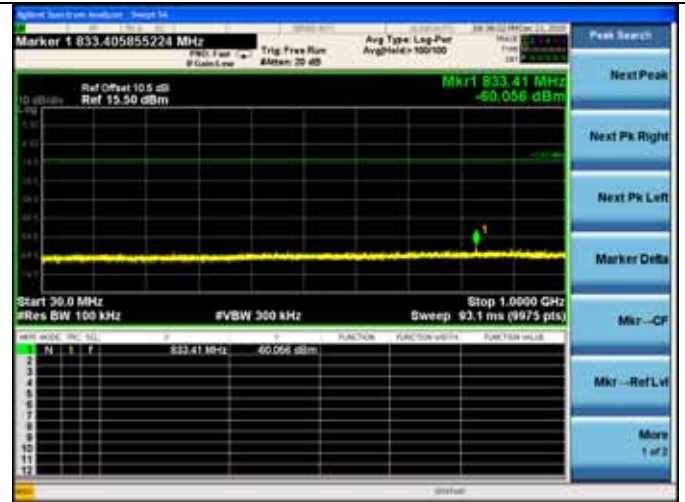 Agilent Spectrum Analyzer - Swept SA
Marker 1 833.405855224 MHz
PNO: Fast
IFGain:Low
Trig: Free Run
#Atten: 20 dB
Avg Type: Log-Pwr
Avg|Hold:>100/100
Peak Search
Ref Offset 10.5 dB
Ref 15.50 dBm
10 dB/div
Mkr1 833.41 MHz
-60.056 dBm
1
Start 30.0 MHz
Stop 1.0000 GHz
#Res BW 100 kHz
#VBW 300 kHz
Sweep 93.1 ms (9975 pts)
MKR MODE TRC SCL X Y FUNCTION FUNCTION WIDTH FUNCTION VALUE
1 N 1 f 833.41 MHz -60.056 dBm
2
3
4
5
6
7
8
9
10
11
12
Next Peak
Next Pk Right
Next Pk Left
Marker Delta
Mkr→CF
Mkr→Ref Lvl
More
1 of 2
MSG
STATUS